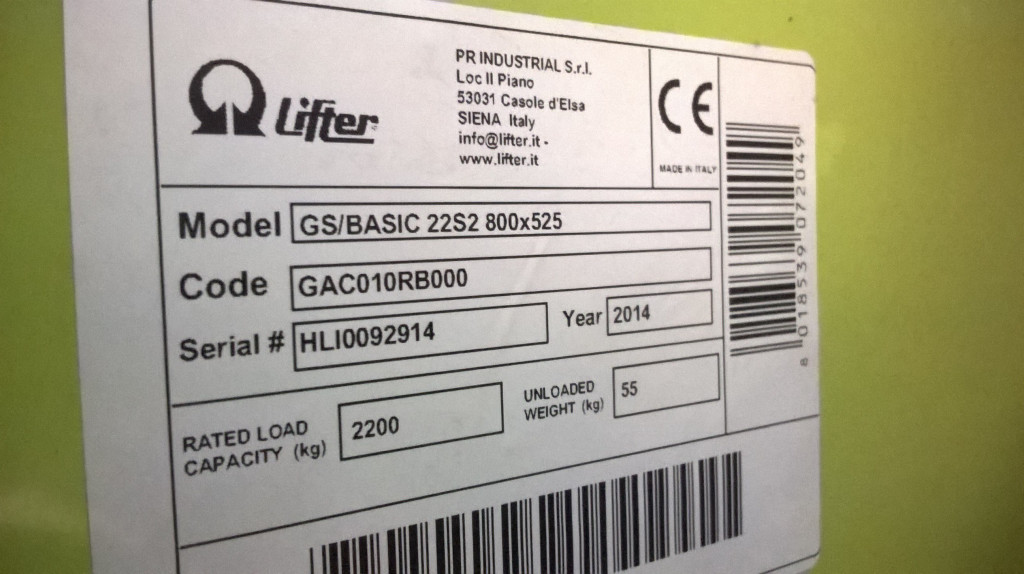 Lifter
PR INDUSTRIAL S.r.l.
Loc Il Piano
53031 Casole d'Elsa
SIENA Italy
info@lifter.it -
www.lifter.it
CE
MADE IN ITALY
Model GS/BASIC 22S2 800x525
Code GAC010RB000
Serial # HLI0092914 Year 2014
RATED LOAD CAPACITY (kg) 2200
UNLOADED WEIGHT (kg) 55
8 018539 072049